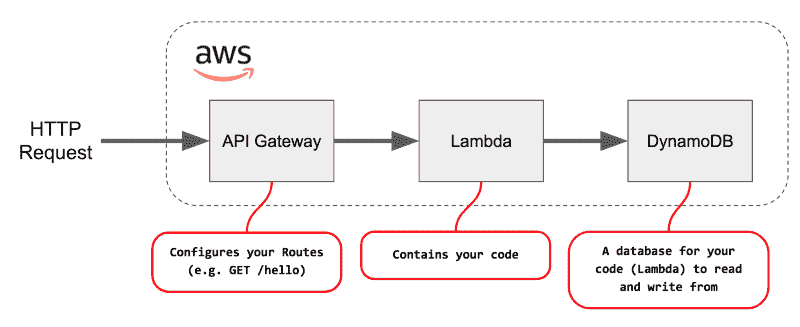 aws
HTTP
Request
API Gateway
Lambda
DynamoDB
Configures your Routes
(e.g. GET /hello)
Contains your code
A database for your
code (Lambda) to read
and write from